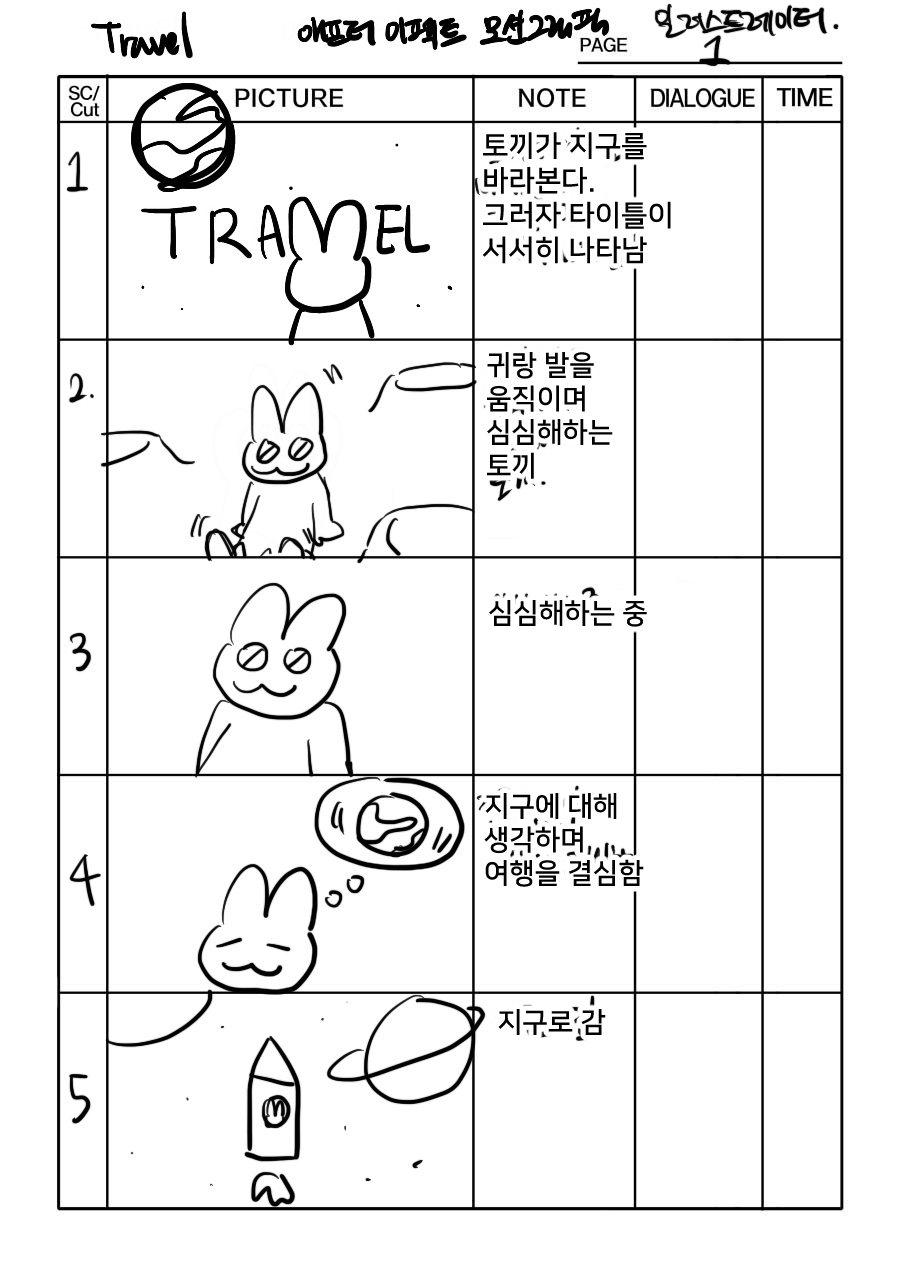 Travel
애프터 이펙트 모션그래픽
일러스트레이터.
PAGE 1
SC/
Cut
PICTURE
NOTE
DIALOGUE
TIME
1
TRAVEL
토끼가 지구를
바라본다.
그러자 타이틀이
서서히 나타남
2.
귀랑 발을
움직이며
심심해하는
토끼
3
심심해하는 중
4
지구에 대해
생각하며
여행을 결심함
5
지구로 감